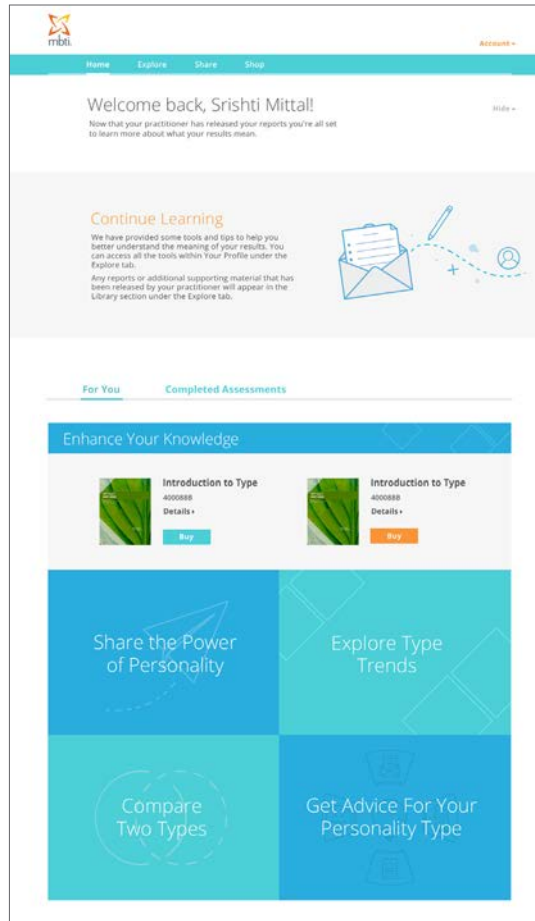 mbti.
Account
Home Explore Share Shop
Welcome back, Srishti Mittal!
Hide
Now that your practitioner has released your reports you're all set
to learn more about what your results mean.
Continue Learning
We have provided some tools and tips to help you
better understand the meaning of your results. You
can access all the tools within Your Profile under the
Explore tab.
Any reports or additional supporting material that has
been released by your practitioner will appear in the
Library section under the Explore tab.
For You Completed Assessments
Enhance Your Knowledge
Introduction to Type
400088B
Details
Buy
Introduction to Type
400088B
Details
Buy
Share the Power
of Personality
Explore Type
Trends
Compare
Two Types
Get Advice For Your
Personality Type